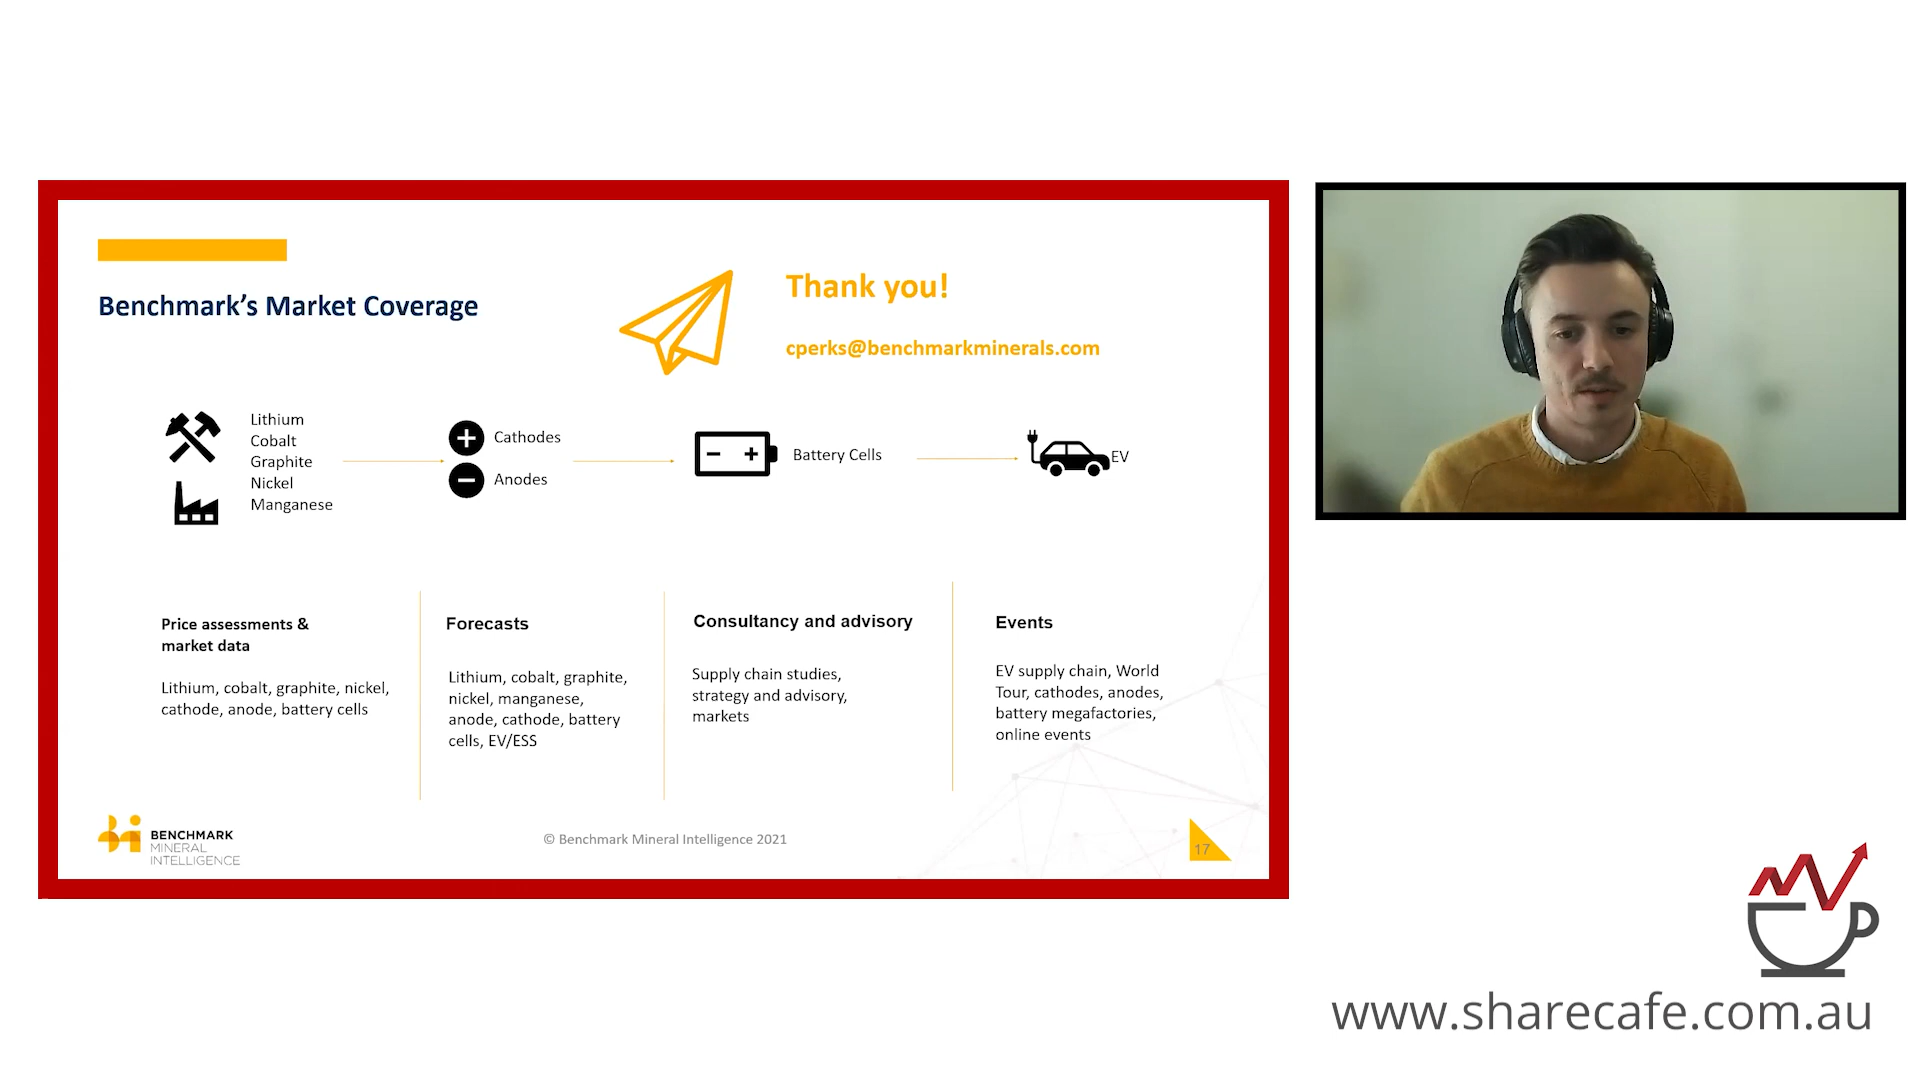 Benchmark’s Market Coverage
Thank you!
cperks@benchmarkminerals.com
Lithium
Cobalt
Graphite
Nickel
Manganese
Cathodes
Anodes
Battery Cells
EV
Price assessments &
market data
Lithium, cobalt, graphite, nickel,
cathode, anode, battery cells
Forecasts
Lithium, cobalt, graphite,
nickel, manganese,
anode, cathode, battery
cells, EV/ESS
Consultancy and advisory
Supply chain studies,
strategy and advisory,
markets
Events
EV supply chain, World
Tour, cathodes, anodes,
battery megafactories,
online events
BENCHMARK
MINERAL
INTELLIGENCE
© Benchmark Mineral Intelligence 2021
17
www.sharecafe.com.au